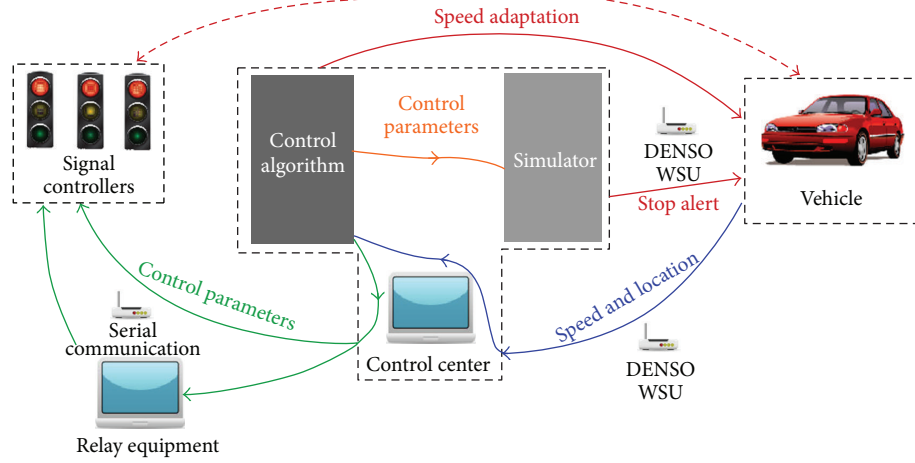 Speed adaptation
Signal
controllers
Control
algorithm
Control
parameters
Simulator
DENSO
WSU
Stop alert
Vehicle
Control parameters
Speed and location
Serial
communication
Control center
DENSO
WSU
Relay equipment